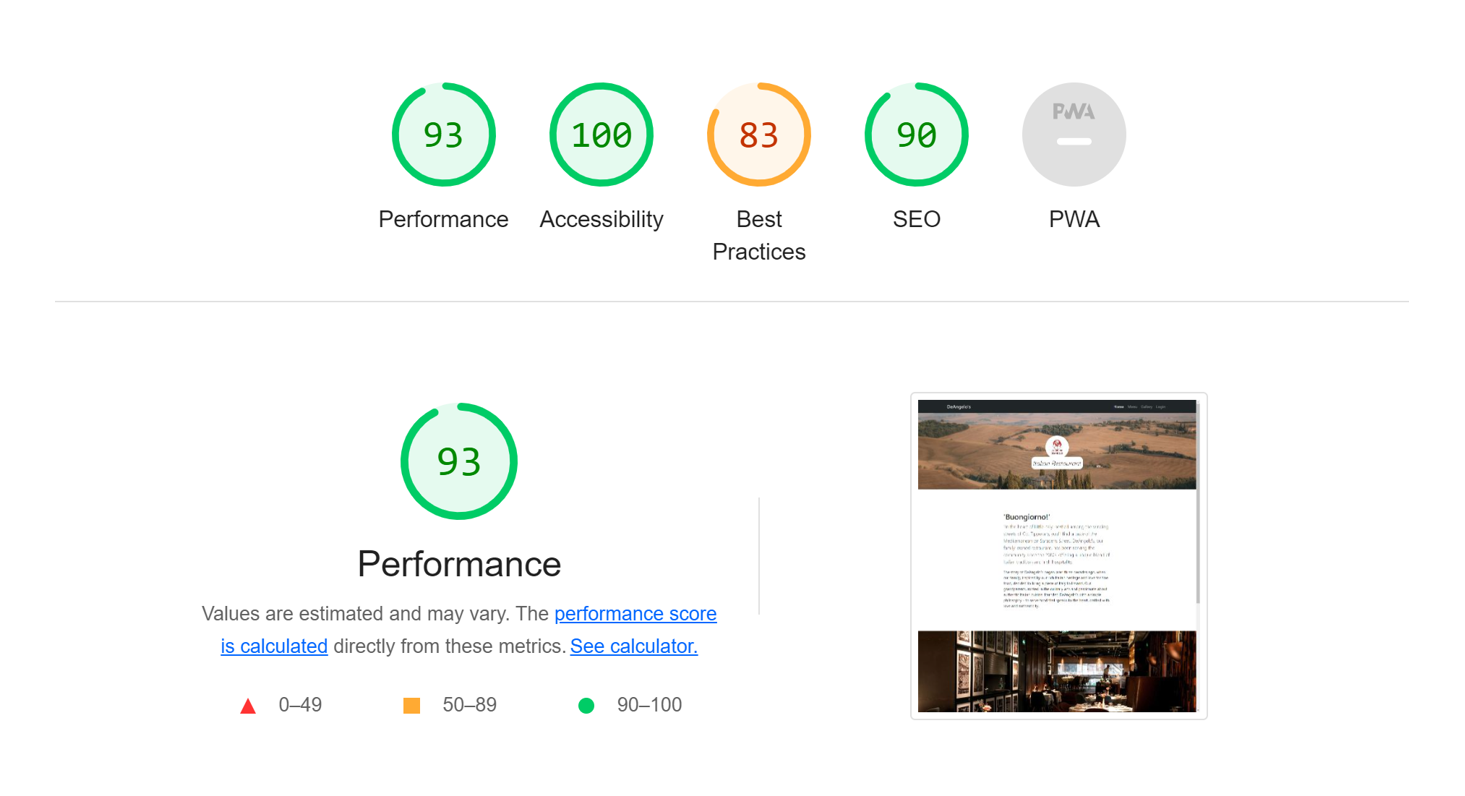 93
100
83
90
PWA
Performance
Accessibility
Best
Practices
SEO
PWA
93
Performance
Values are estimated and may vary. The performance score
is calculated directly from these metrics. See calculator.
0–49
50–89
90–100
DeAngelo's
Home Menu Gallery Login
Italian Restaurant
'Buongiorno!'